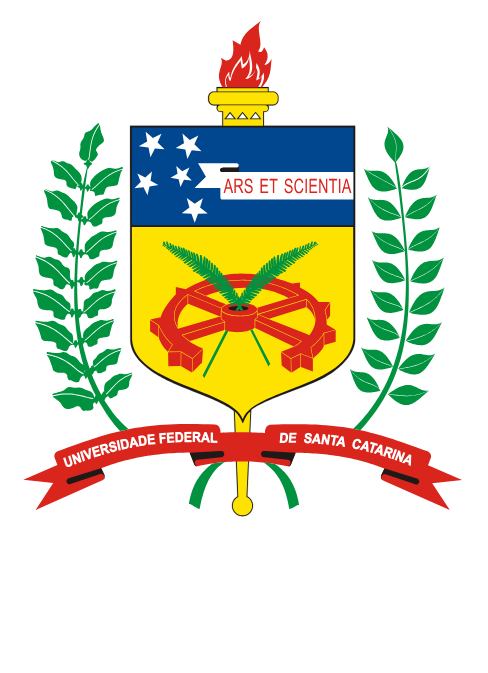 ARS ET SCIENTIA
UNIVERSIDADE FEDERAL DE SANTA CATARINA